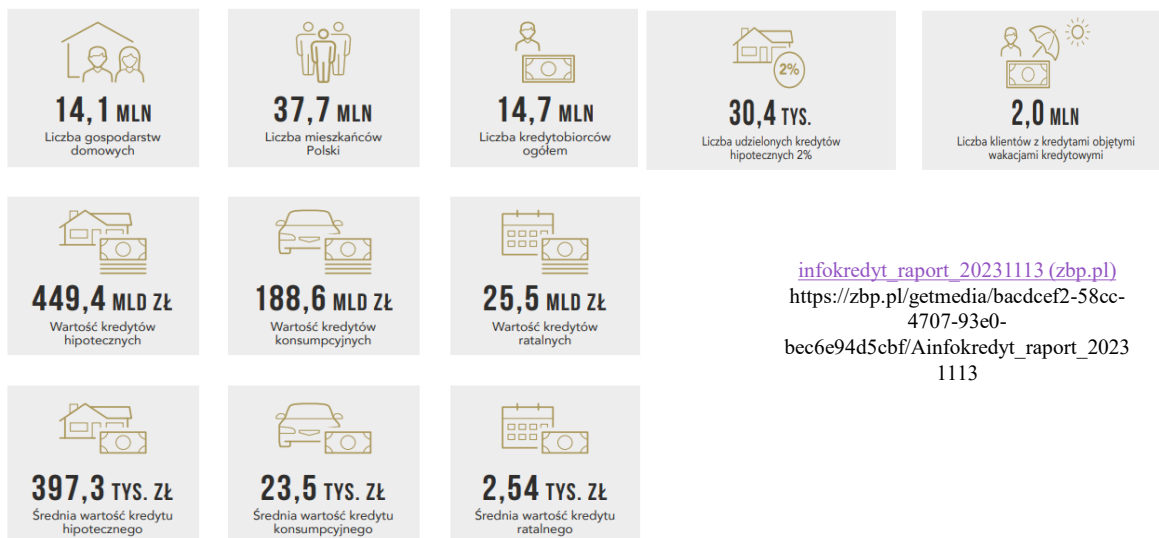 14,1 MLN
Liczba gospodarstw
domowych
37,7 MLN
Liczba mieszkańców
Polski
14,7 MLN
Liczba kredytobiorców
ogółem
2%
30,4 TYS.
Liczba udzielonych kredytów
hipotecznych 2%
2,0 MLN
Liczba klientów z kredytami objętymi
wakacjami kredytowymi
449,4 MLD ZŁ
Wartość kredytów
hipotecznych
188,6 MLD ZŁ
Wartość kredytów
konsumpcyjnych
25,5 MLD ZŁ
Wartość kredytów
ratalnych
infokredyt_raport_20231113 (zbp.pl)
https://zbp.pl/getmedia/bacdcef2-58cc-
4707-93e0-
bec6e94d5cbf/Ainfokredyt_raport_2023
1113
397,3 TYS. ZŁ
Średnia wartość kredytu
hipotecznego
23,5 TYS. ZŁ
Średnia wartość kredytu
konsumpcyjnego
2,54 TYS. ZŁ
Średnia wartość kredytu
ratalnego